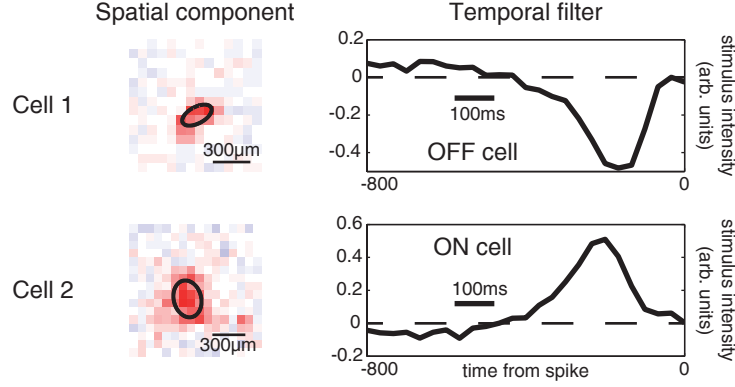 Spatial component
Temporal filter
Cell 1
300μm
0.2
0
-0.2
-0.4
100ms
OFF cell
-800
0
stimulus intensity
(arb. units)
Cell 2
300μm
0.6
0.4
0.2
0
-0.2
ON cell
100ms
-800
time from spike
0
stimulus intensity
(arb. units)